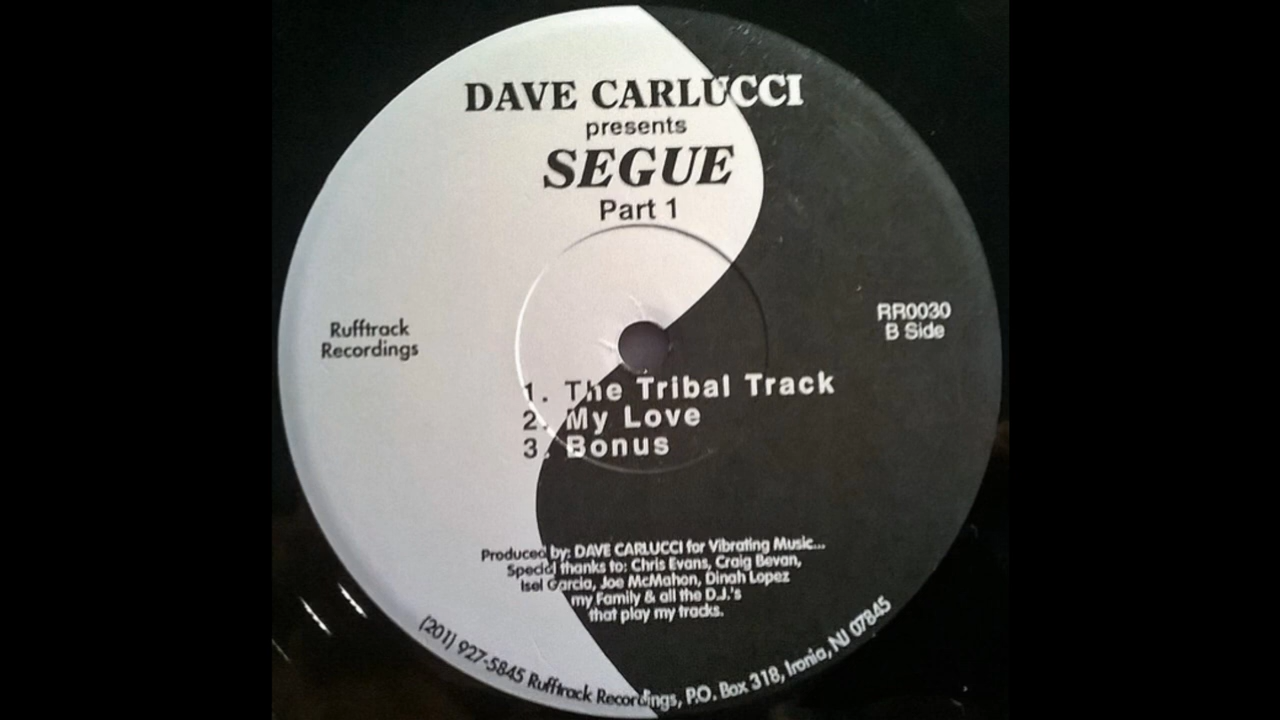 DAVE CARLUCCI
presents
SEGUE
Part 1
Rufftrack
Recordings
RR0030
B Side
1. The Tribal Track
2. My Love
3. Bonus
Produced by: DAVE CARLUCCI for Vibrating Music...
Special thanks to: Chris Evans, Craig Bevan,
Isel Garcia, Joe McMahon, Dinah Lopez
my Family & all the D.J.'s
that play my tracks.
(201) 927-5845 Rufftrack Recordings, P.O. Box 318, Ironia, NJ 07845